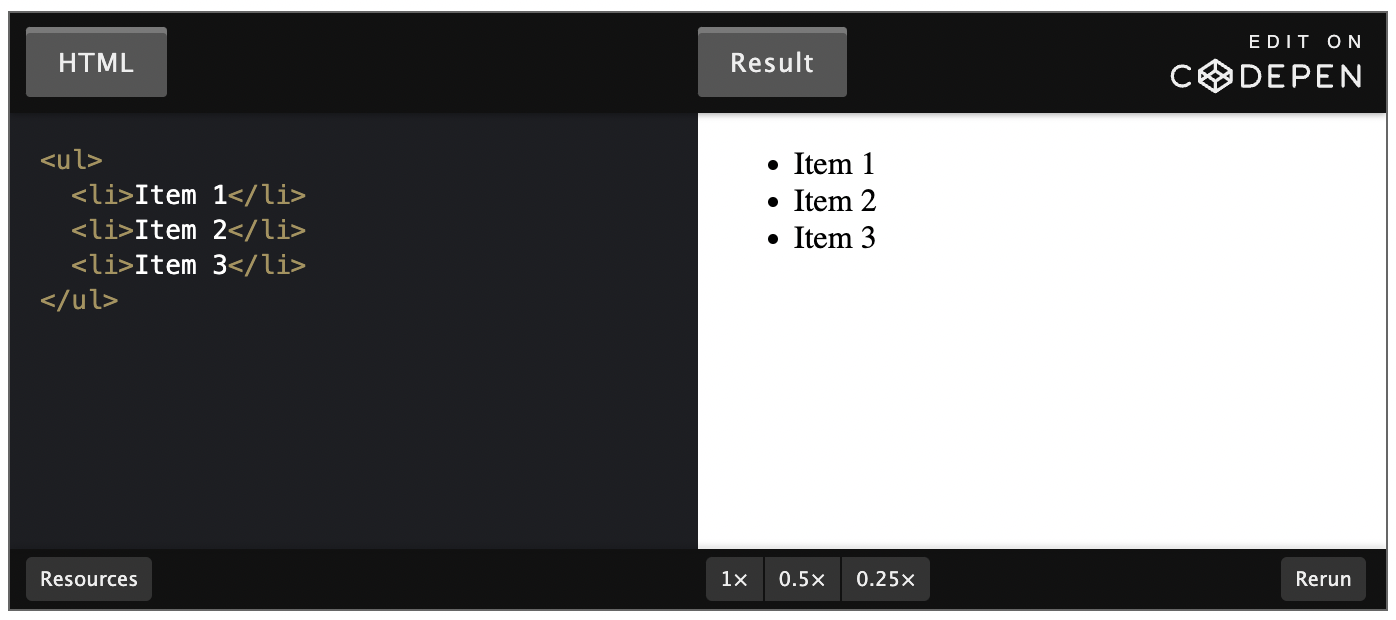 HTML
Result
EDIT ON
CODEPEN
<ul>
  <li>Item 1</li>
  <li>Item 2</li>
  <li>Item 3</li>
</ul>
• Item 1
• Item 2
• Item 3
Resources
1× 0.5× 0.25×
Rerun